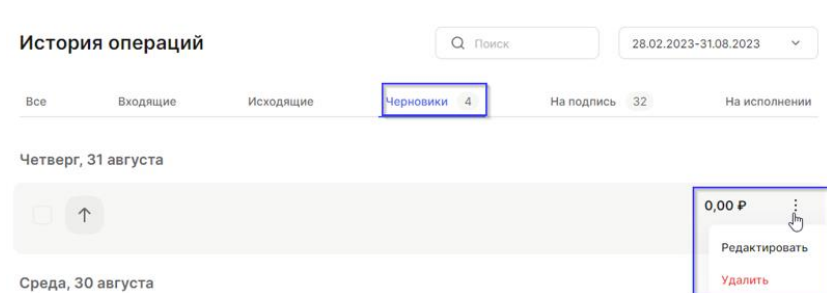 История операций
Поиск
28.02.2023-31.08.2023
Все Входящие Исходящие Черновики 4 На подпись 32 На исполнении
Четверг, 31 августа
0,00 ₽
Редактировать
Удалить
Среда, 30 августа